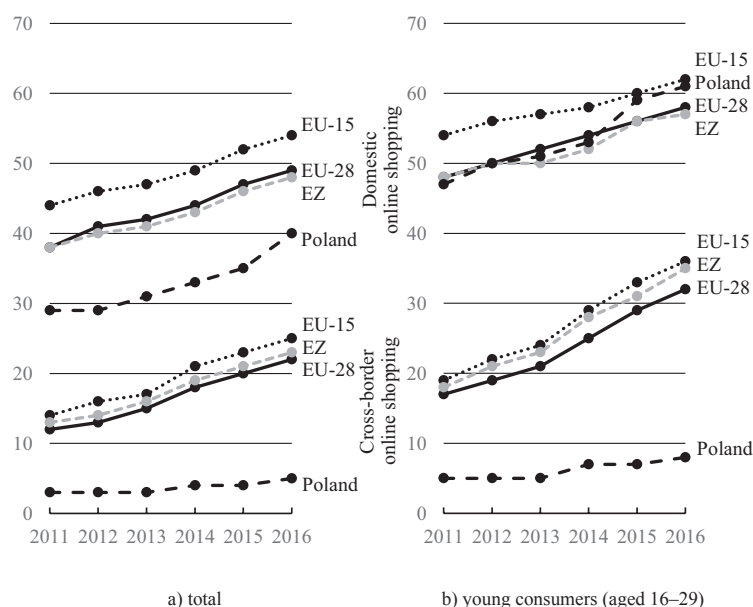 70
60
50
40
30
20
10
0
EU-15
EU-28
EZ
Poland
EU-15
EZ
EU-28
Poland
2011 2012 2013 2014 2015 2016
a) total
Domestic
online shopping
Cross-border
online shopping
70
60
50
40
30
20
10
0
EU-15
Poland
EU-28
EZ
EU-15
EZ
EU-28
Poland
2011 2012 2013 2014 2015 2016
b) young consumers (aged 16–29)